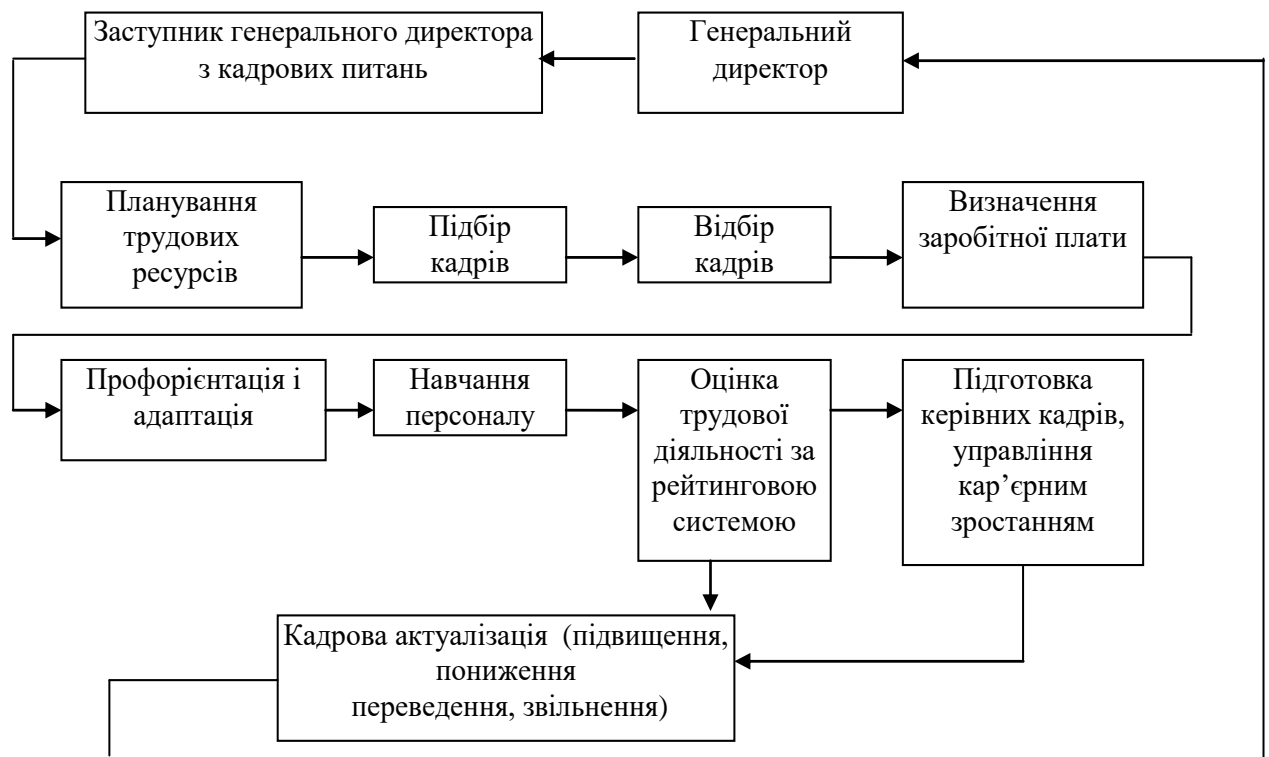 Заступник генерального директора
з кадрових питань
Генеральний
директор
Планування
трудових
ресурсів
Підбір
кадрів
Відбір
кадрів
Визначення
заробітної плати
Профорієнтація і
адаптація
Навчання
персоналу
Оцінка
трудової
діяльності за
рейтинговою
системою
Підготовка
керівних кадрів,
управління
кар’єрним
зростанням
Кадрова актуалізація (підвищення,
пониження
переведення, звільнення)